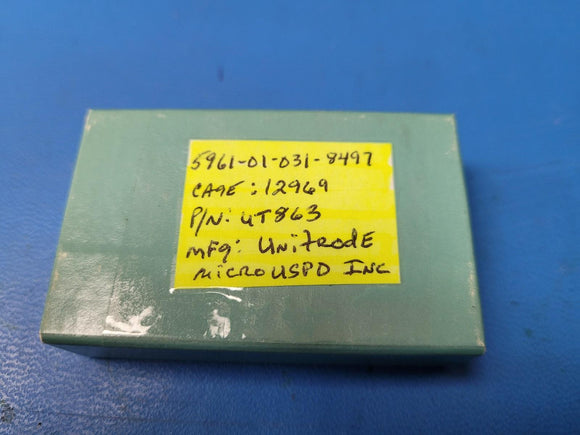 5961-01-031-8497
CAGE: 12969
P/N: UT863
MFG: UNiTRODE
MiCROUSPD INC